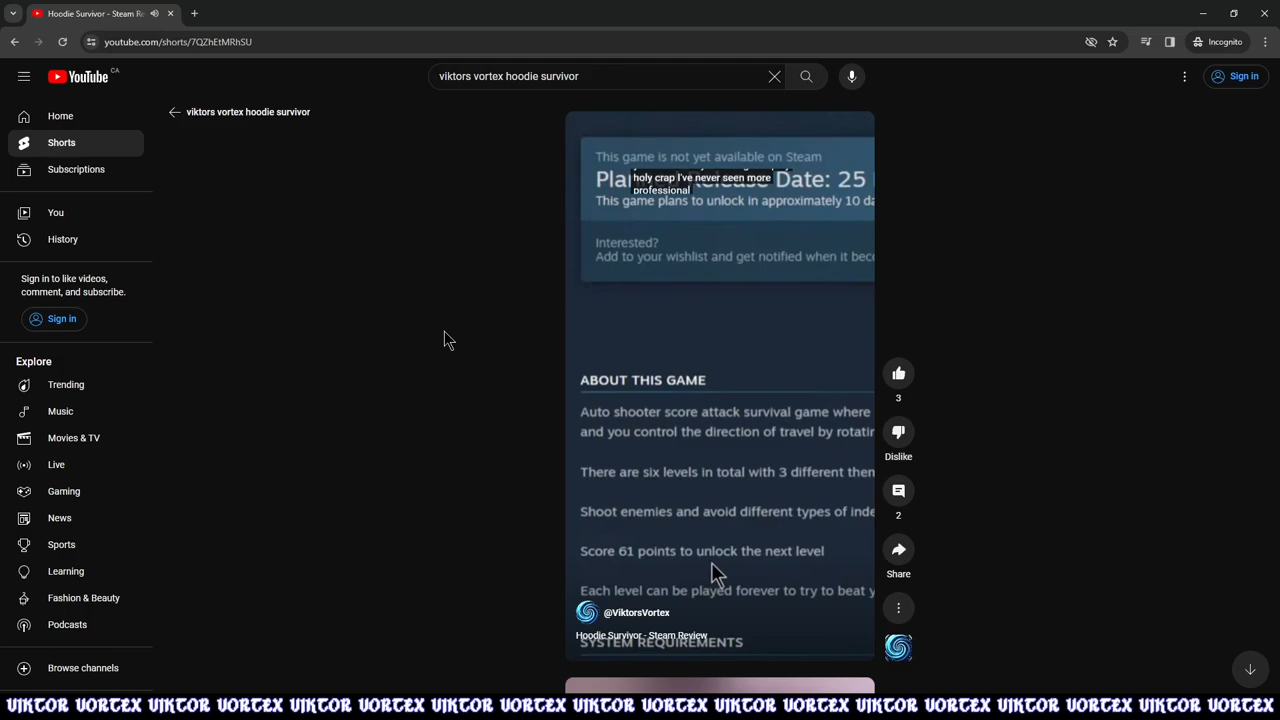 Hoodie Survivor - Steam Re
youtube.com/shorts/7QZhEtMRhSU
Incognito
YouTube CA
viktors vortex hoodie survivor
Sign in
Home
Shorts
Subscriptions
You
History
Sign in to like videos,
comment, and subscribe.
Sign in
Explore
Trending
Music
Movies & TV
Live
Gaming
News
Sports
Learning
Fashion & Beauty
Podcasts
Browse channels
viktors vortex hoodie survivor
This game is not yet available on Steam
holy crap I've never seen more
professional
Release Date: 25
This game plans to unlock in approximately 10 da
Interested?
Add to your wishlist and get notified when it bec
ABOUT THIS GAME
Auto shooter score attack survival game where
and you control the direction of travel by rotatin
There are six levels in total with 3 different then
Shoot enemies and avoid different types of inde
Score 61 points to unlock the next level
Each level can be played forever to try to beat y
@ViktorsVortex
Hoodie Survivor - Steam Review
SYSTEM REQUIREMENTS
3
Dislike
2
Share
VIKTOR VORTEX VIKTOR VORTEX VIKTOR VORTEX VIKTOR VORTEX VIKTOR VORTEX VIKTOR VORTEX VIKTOR VORTEX VIKTOR VORTEX VIKTOR VORTEX